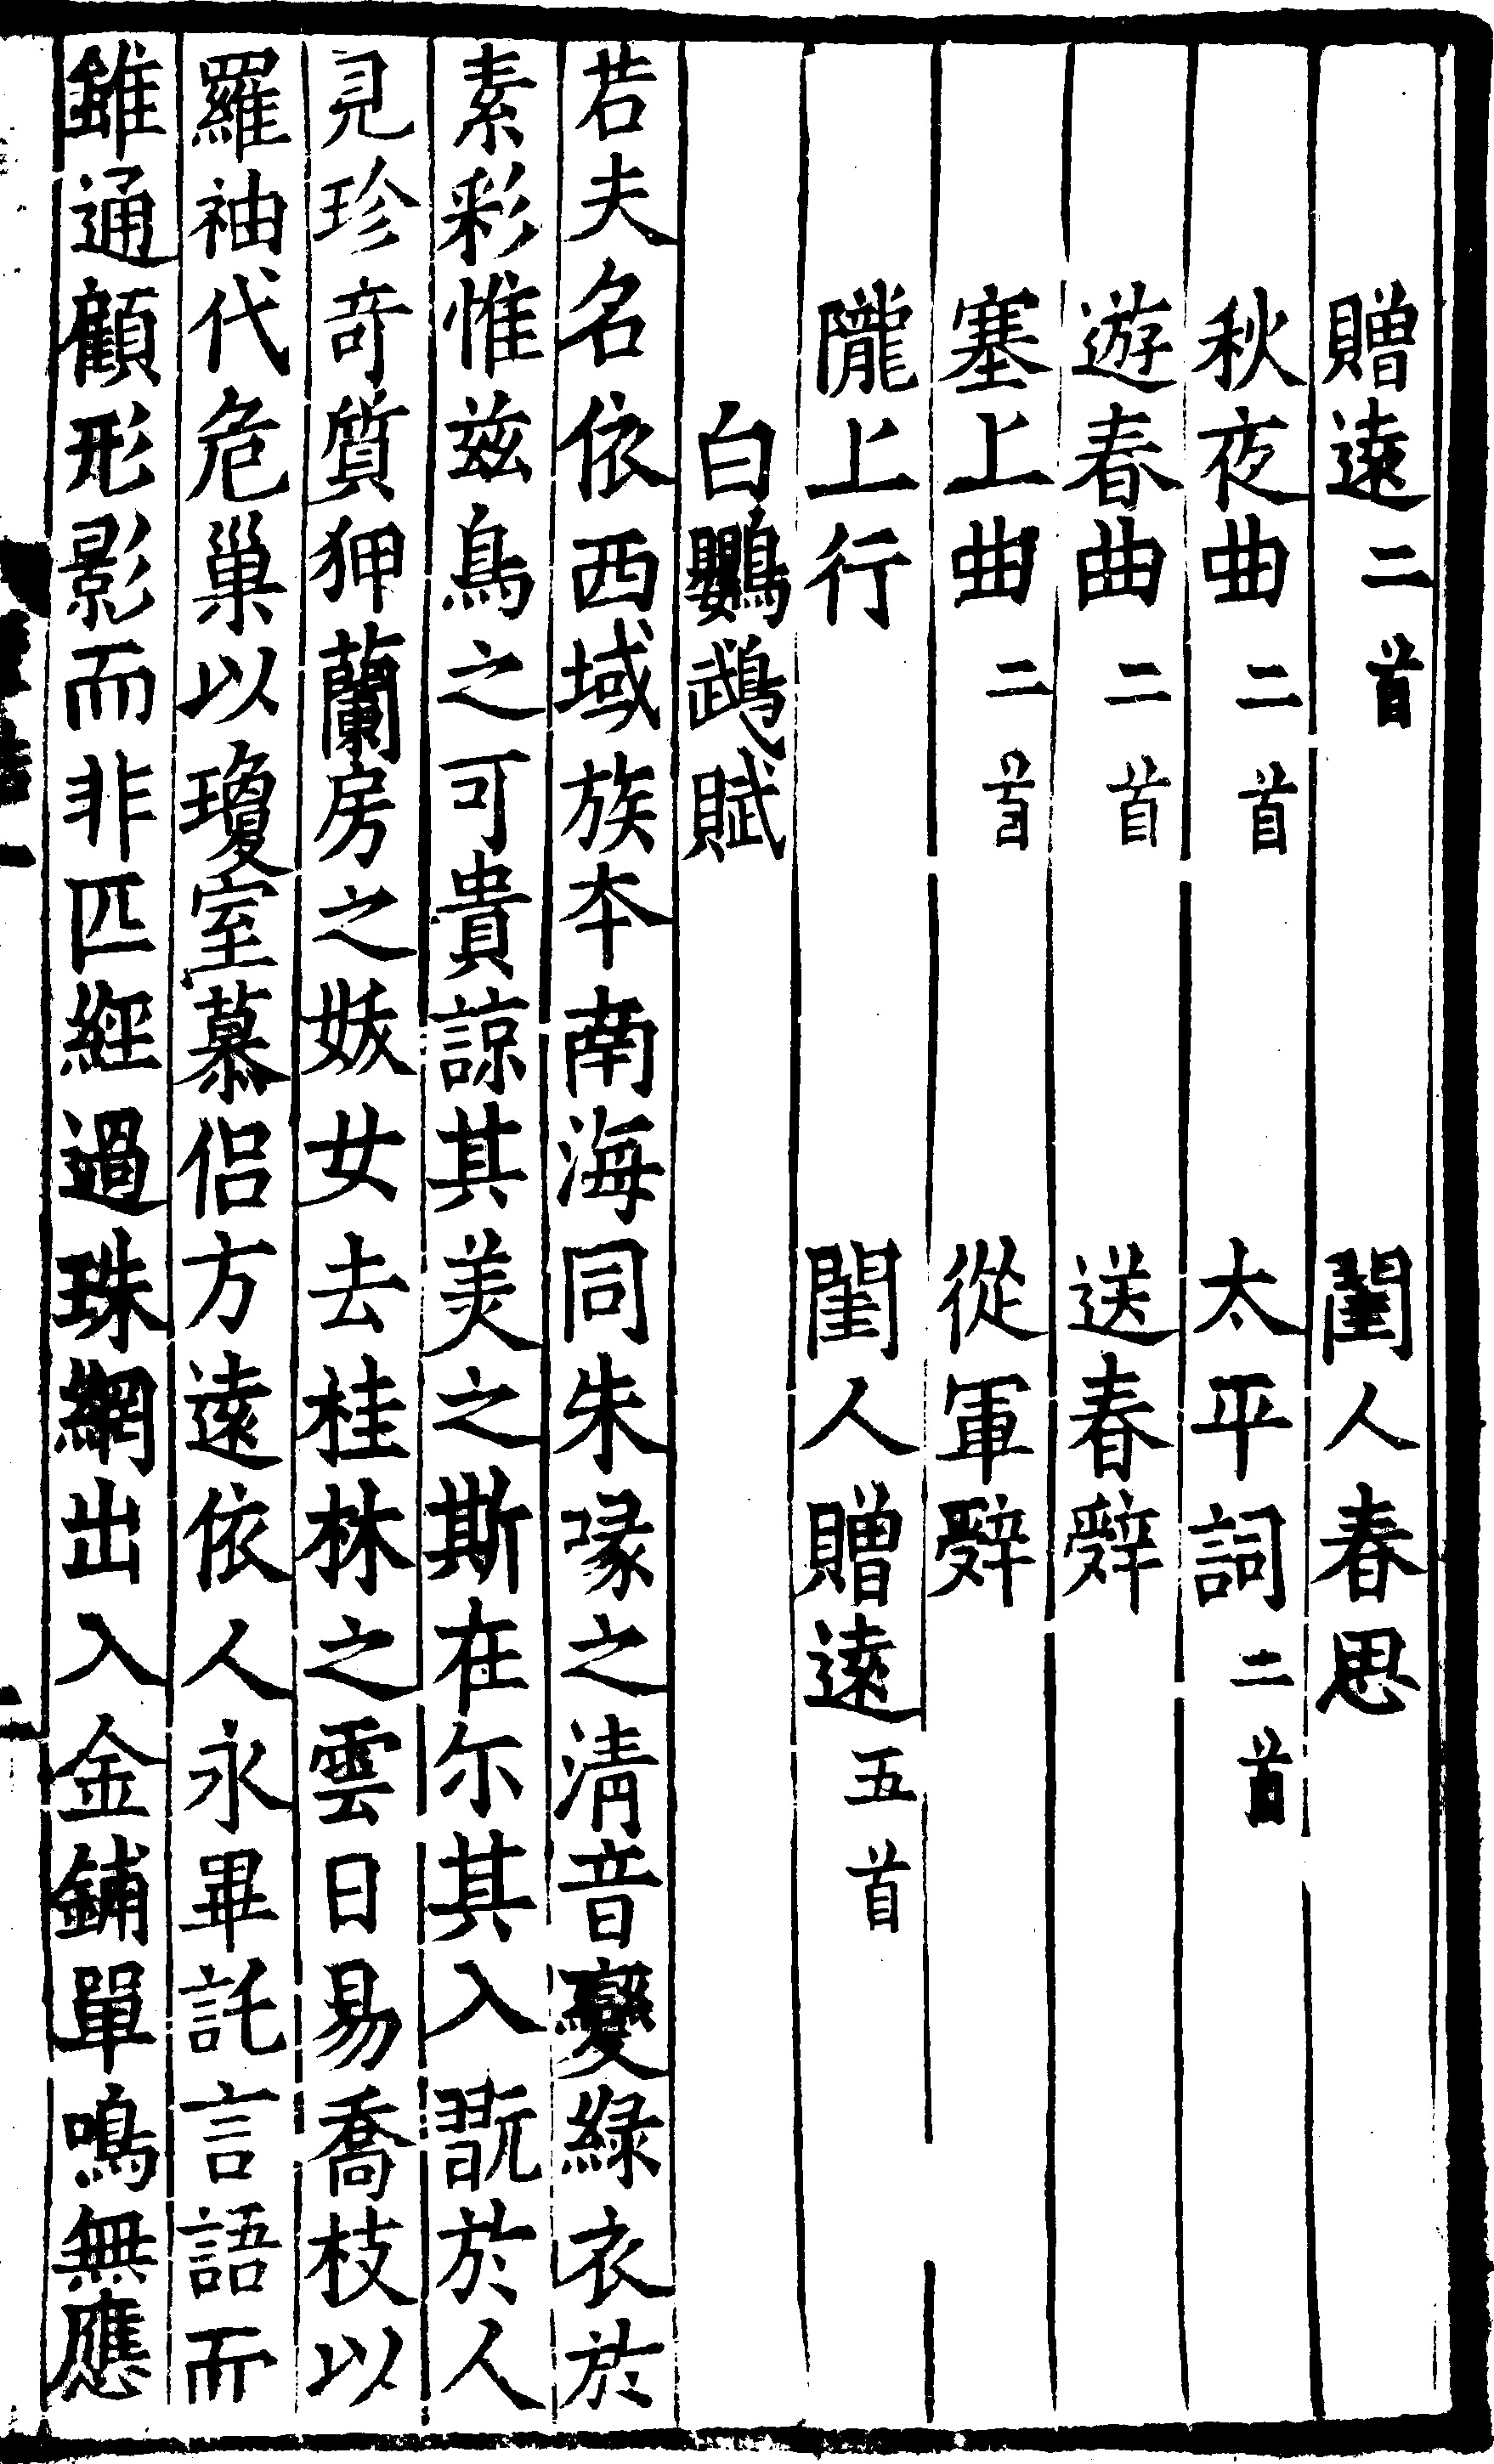 贈遠二首　閨人春思
秋夜曲二首　太平詞二首
遊春曲二首　送春辤
塞上曲二首　從軍辤
隴上行　閨人贈遠五首
白鸚鵡賦
若夫名依西域族夲南海同朱喙之清音變綠衣於
素彩惟兹鳥之可貴諒其美之斯在尓其入翫於人
見珍竒質狎蘭房之妓女去桂林之雲日易喬枝以
羅袖代危巢以瓊室慕侣方遠依人永畢託言語而
雖通顧形影而非匹經過珠網出入金鋪單鳴無應